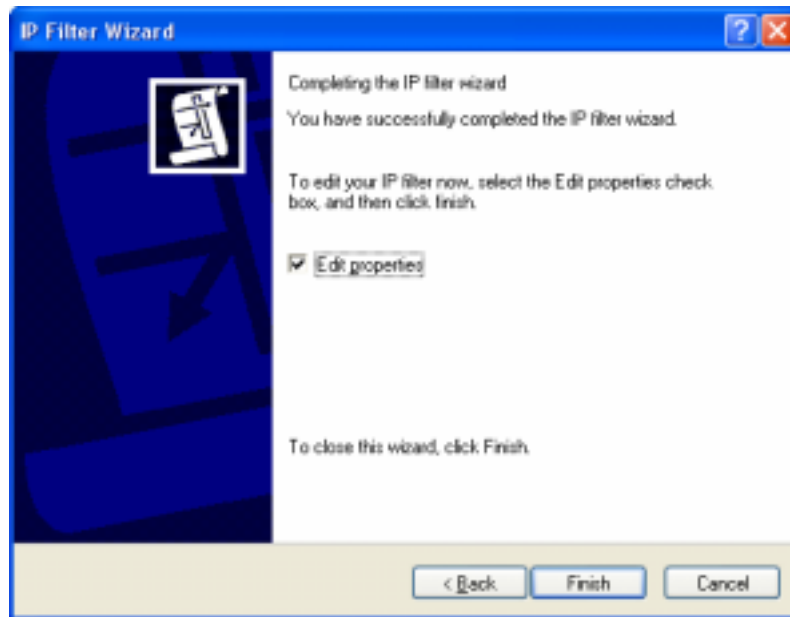 IP Filter Wizard
Completing the IP filter wizard
You have successfully completed the IP filter wizard.
To edit your IP filter now, select the Edit properties check
box, and then click finish.
Edit properties
To close this wizard, click Finish.
< Back
Finish
Cancel